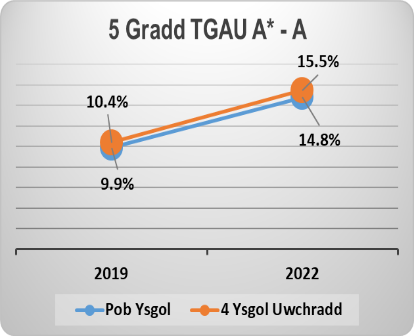 5 Gradd TGAU A* - A
15.5%
10.4%
14.8%
9.9%
2019 2022
Pob Ysgol 4 Ysgol Uwchradd